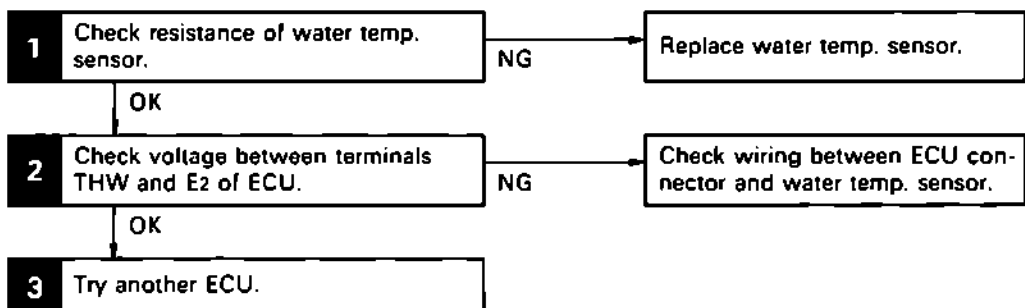 1
Check resistance of water temp.
sensor.
NG
Replace water temp. sensor.
OK
2
Check voltage between terminals
THW and E2 of ECU.
NG
Check wiring between ECU con-
nector and water temp. sensor.
OK
3
Try another ECU.